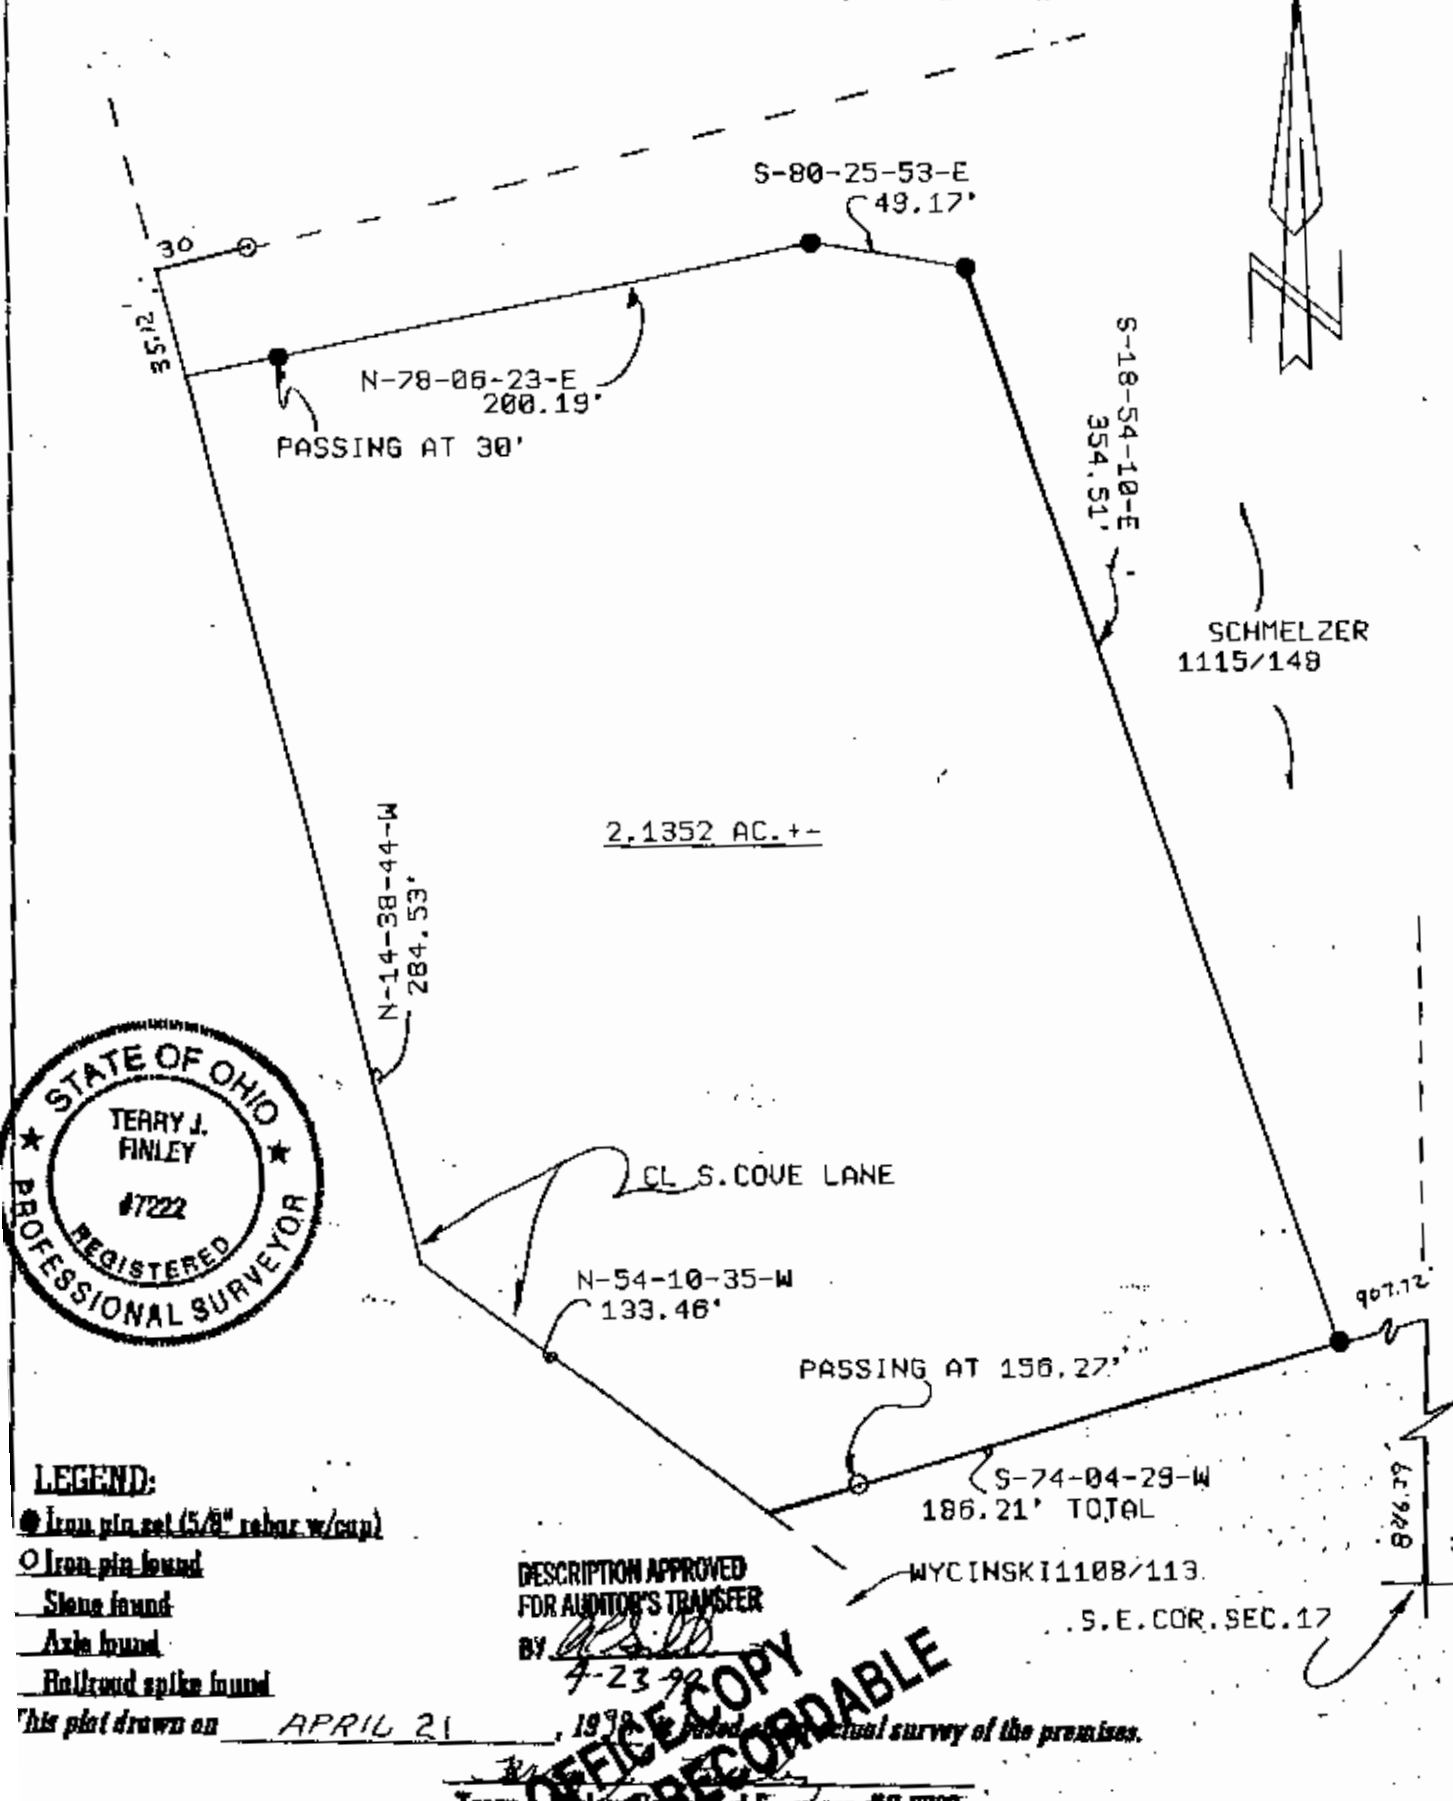 S-80-25-53-E
49.17'
30
35.12'
N-78-06-23-E
200.19'
PASSING AT 30'
S-18-54-10-E
354.51'
SCHMELZER
1115/149
2.1352 AC.+-
N-14-38-44-W
284.53'
STATE OF OHIO
TERRY J.
FINLEY
#7222
REGISTERED
PROFESSIONAL SURVEYOR
CL S.COVE LANE
N-54-10-35-W
133.46'
907.72'
PASSING AT 156.27'
S-74-04-29-W
186.21' TOTAL
WYCINSKI1108/113
S.E.COR.SEC.17
LEGEND:
Iron pin set (5/8" rebar w/cap)
Iron pin found
Stone found
Axle found
Railroad spike found
DESCRIPTION APPROVED
FOR AUDITOR'S TRANSFER
BY
4-23-
This plat drawn on APRIL 21, 19 actual survey of the premises.
OFFICE COPY
RECORDABLE